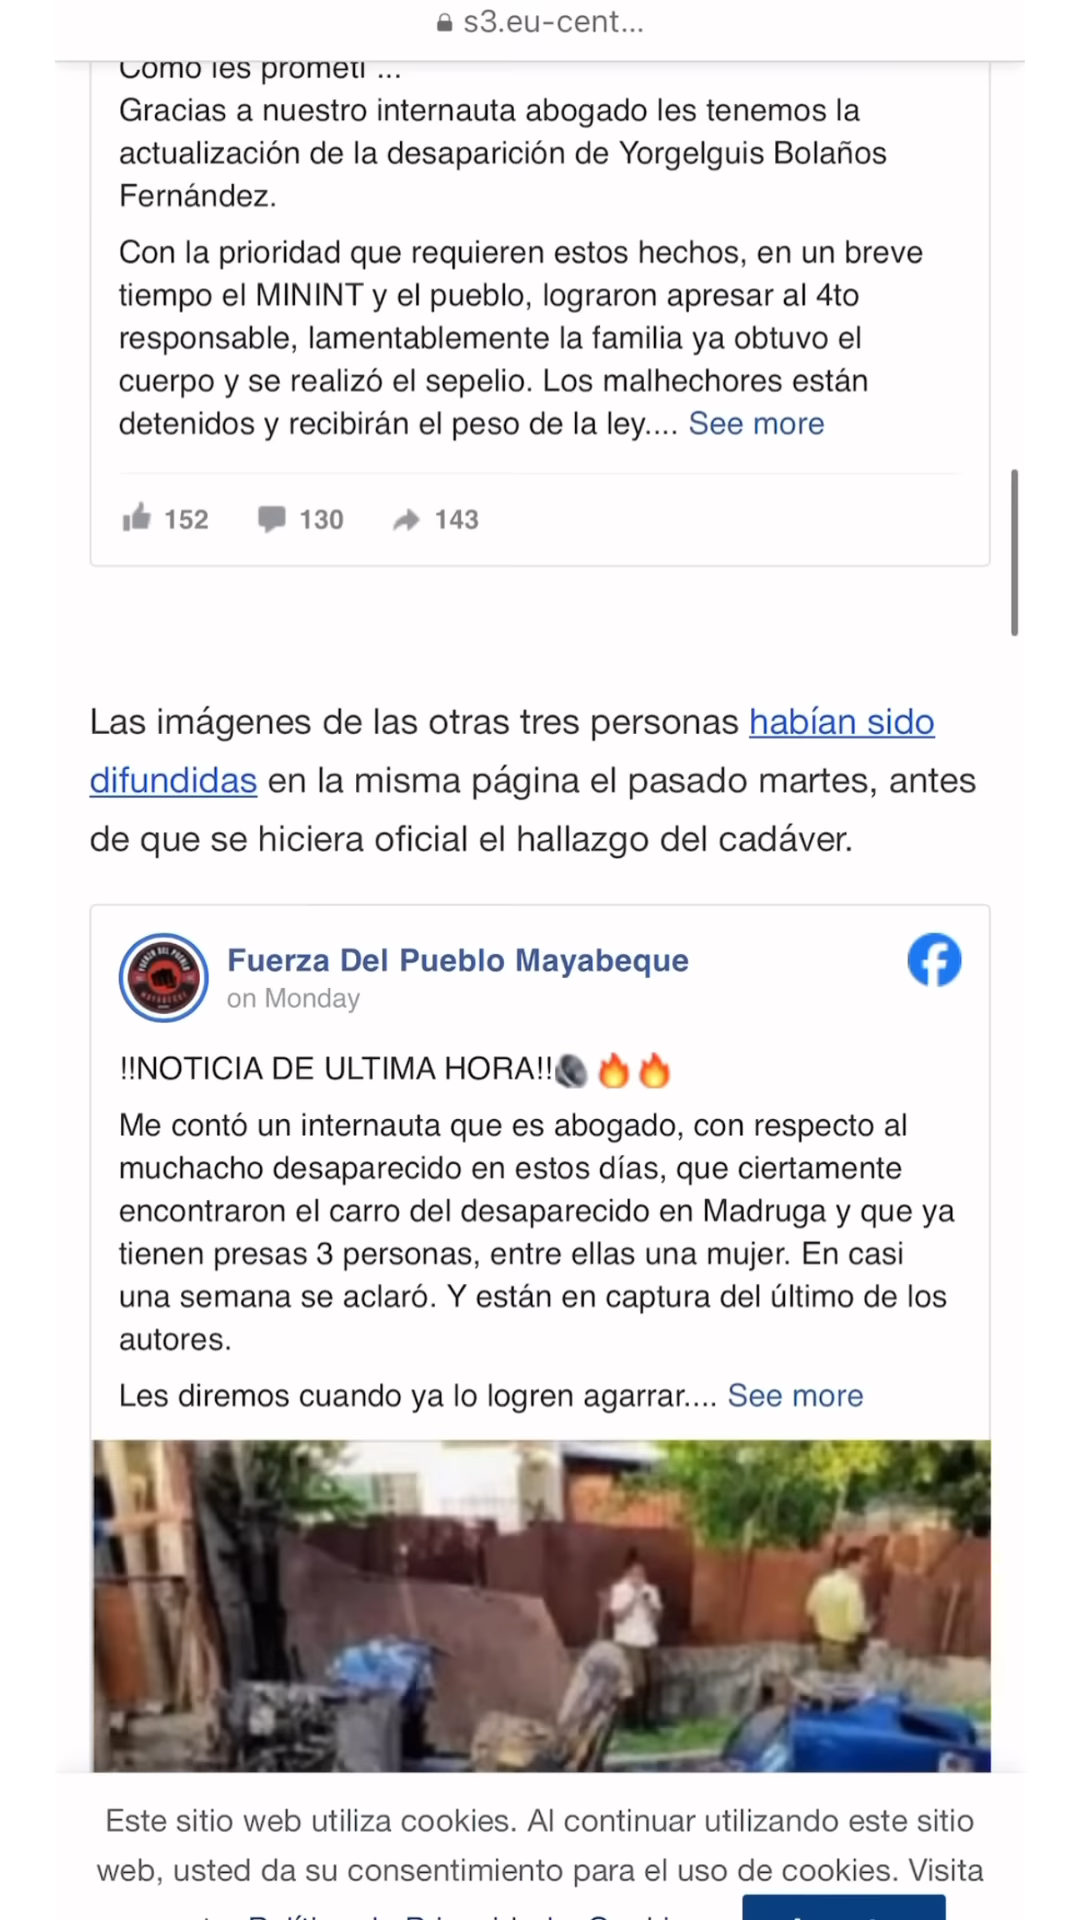 s3.eu-cent...
Como les prometí ...
Gracias a nuestro internauta abogado les tenemos la
actualización de la desaparición de Yorgelguis Bolaños
Fernández.
Con la prioridad que requieren estos hechos, en un breve
tiempo el MININT y el pueblo, lograron apresar al 4to
responsable, lamentablemente la familia ya obtuvo el
cuerpo y se realizó el sepelio. Los malhechores están
detenidos y recibirán el peso de la ley.... See more
152 130 143
Las imágenes de las otras tres personas habían sido
difundidas en la misma página el pasado martes, antes
de que se hiciera oficial el hallazgo del cadáver.
Fuerza Del Pueblo Mayabeque
on Monday
!!NOTICIA DE ULTIMA HORA!!🔊🔥🔥
Me contó un internauta que es abogado, con respecto al
muchacho desaparecido en estos días, que ciertamente
encontraron el carro del desaparecido en Madruga y que ya
tienen presas 3 personas, entre ellas una mujer. En casi
una semana se aclaró. Y están en captura del último de los
autores.
Les diremos cuando ya lo logren agarrar.... See more
Este sitio web utiliza cookies. Al continuar utilizando este sitio
web, usted da su consentimiento para el uso de cookies. Visita